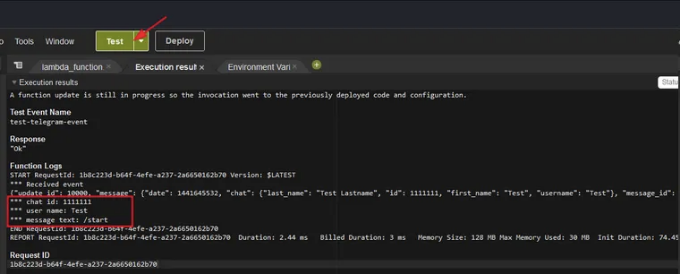 Tools Window Test Deploy
lambda_function × Execution result × Environment Vari ×
Execution results Status
A function update is still in progress so the invocation went to the previously deployed code and configuration.
Test Event Name
test-telegram-event
Response
"Ok"
Function Logs
START RequestId: 1b8c223d-b64f-4efe-a237-2a6650162b70 Version: $LATEST
*** Received event
{"update_id": 10000, "message": {"date": 1441645532, "chat": {"last_name": "Test Lastname", "id": 1111111, "first_name": "Test", "username": "Test"}, "message_id":
*** chat id: 1111111
*** user name: Test
*** message text: /start
END RequestId: 1b8c223d-b64f-4efe-a237-2a6650162b70
REPORT RequestId: 1b8c223d-b64f-4efe-a237-2a6650162b70 Duration: 2.44 ms Billed Duration: 3 ms Memory Size: 128 MB Max Memory Used: 30 MB Init Duration: 74.45
Request ID
1b8c223d-b64f-4efe-a237-2a6650162b70